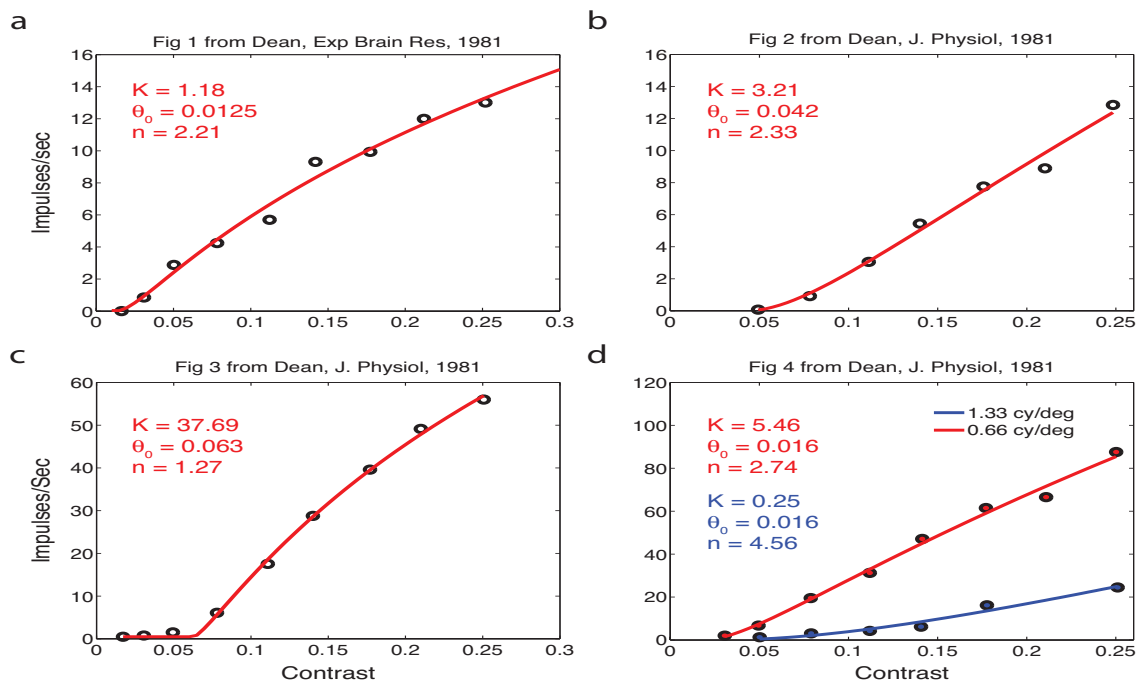 a
Fig 1 from Dean, Exp Brain Res, 1981
K = 1.18
θo = 0.0125
n = 2.21
Impulses/sec
16
14
12
10
8
6
4
2
0
0 0.05 0.1 0.15 0.2 0.25 0.3
b
Fig 2 from Dean, J. Physiol, 1981
K = 3.21
θo = 0.042
n = 2.33
16
14
12
10
8
6
4
2
0
0 0.05 0.1 0.15 0.2 0.25
c
Fig 3 from Dean, J. Physiol, 1981
K = 37.69
θo = 0.063
n = 1.27
Impulses/Sec
60
50
40
30
20
10
0
0 0.05 0.1 0.15 0.2 0.25 0.3
Contrast
d
Fig 4 from Dean, J. Physiol, 1981
1.33 cy/deg
0.66 cy/deg
K = 5.46
θo = 0.016
n = 2.74
K = 0.25
θo = 0.016
n = 4.56
120
100
80
60
40
20
0
0 0.05 0.1 0.15 0.2 0.25
Contrast